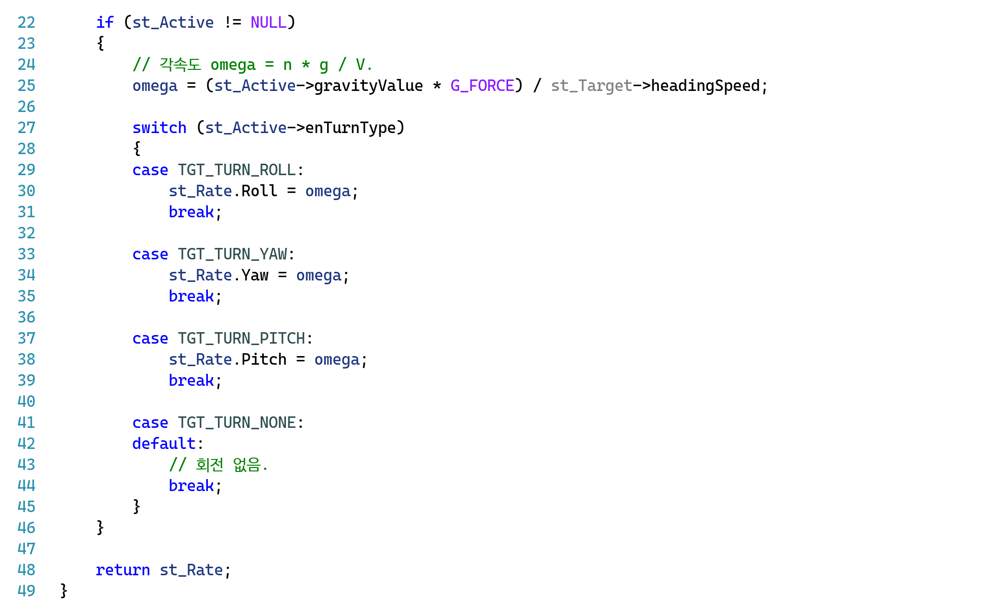 22 if (st_Active != NULL)
23 {
24 // 각속도 omega = n * g / V.
25 omega = (st_Active->gravityValue * G_FORCE) / st_Target->headingSpeed;
26
27 switch (st_Active->enTurnType)
28 {
29 case TGT_TURN_ROLL:
30 st_Rate.Roll = omega;
31 break;
32
33 case TGT_TURN_YAW:
34 st_Rate.Yaw = omega;
35 break;
36
37 case TGT_TURN_PITCH:
38 st_Rate.Pitch = omega;
39 break;
40
41 case TGT_TURN_NONE:
42 default:
43 // 회전 없음.
44 break;
45 }
46 }
47
48 return st_Rate;
49 }